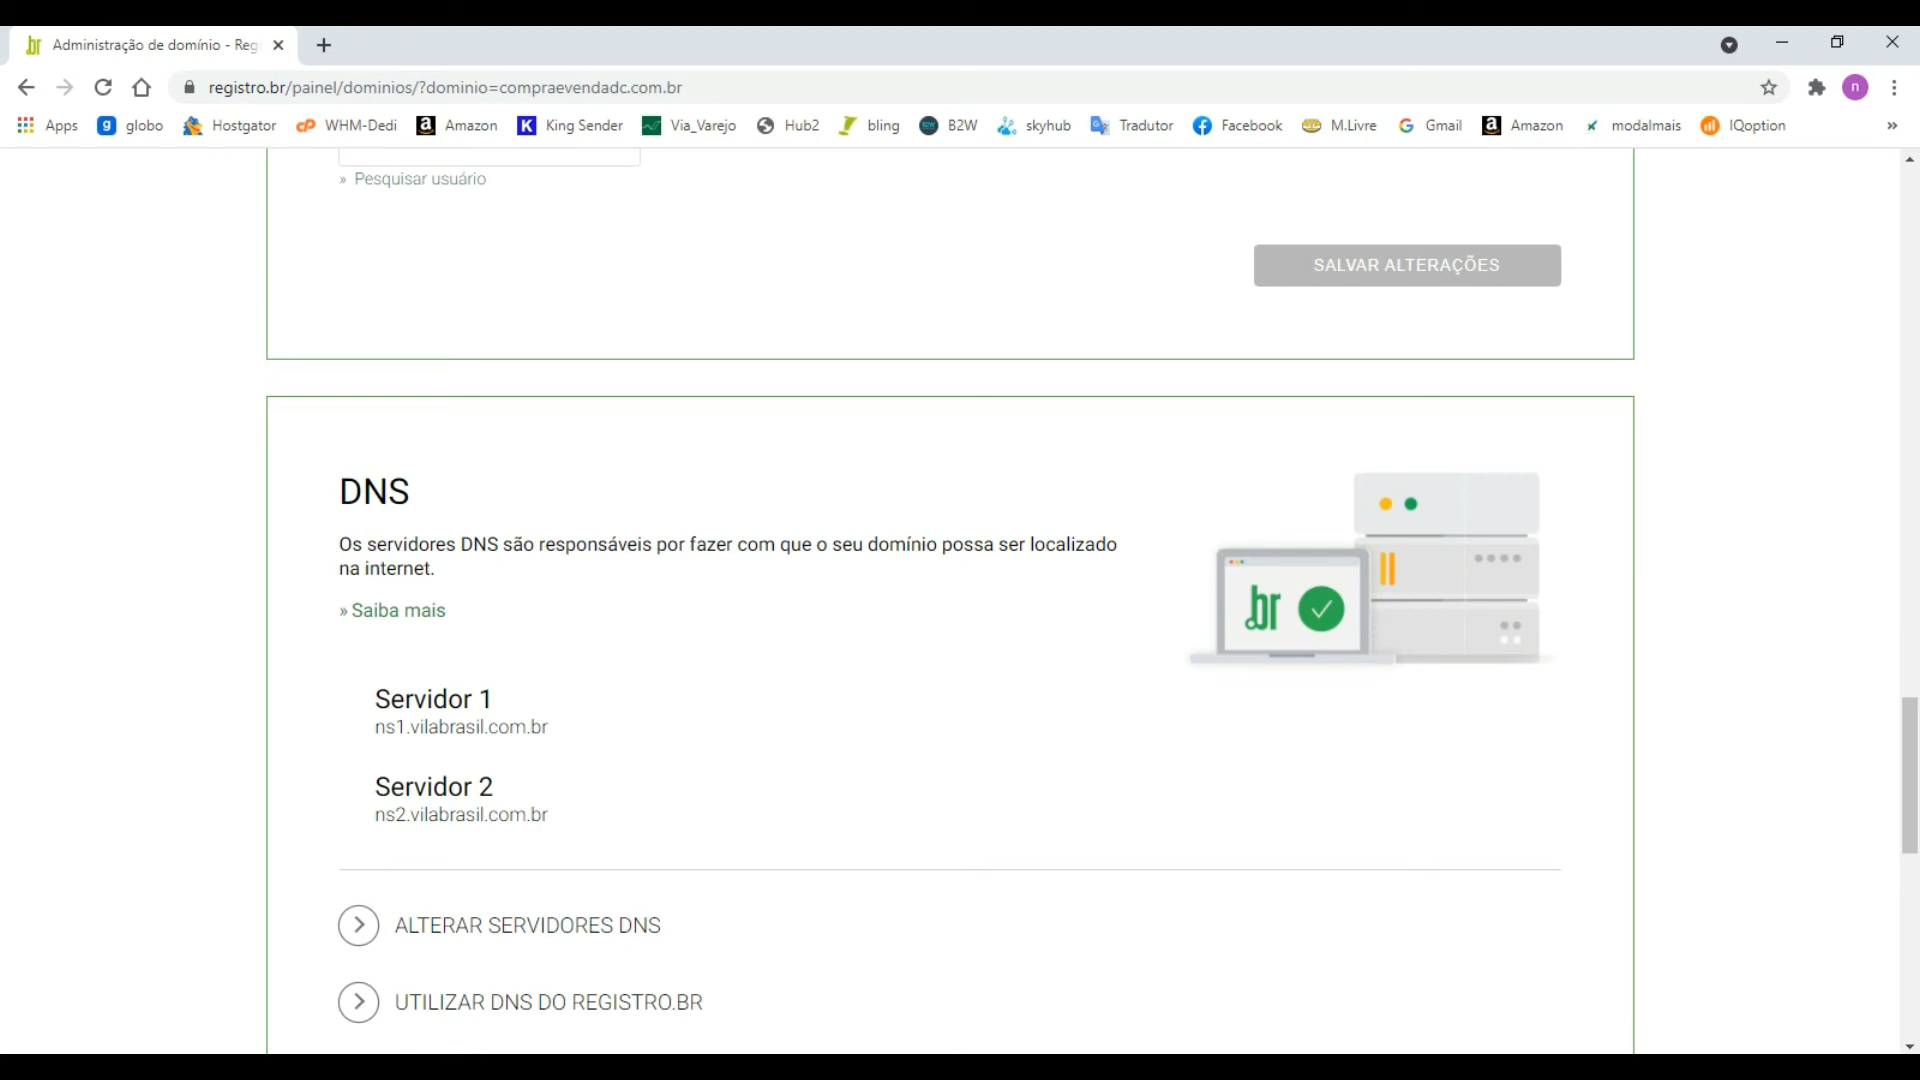 Administração de domínio - Reg
registro.br/painel/dominios/?dominio=compraevendadc.com.br
n
Apps
globo
Hostgator
WHM-Dedi
Amazon
King Sender
Via_Varejo
Hub2
bling
B2W
skyhub
Tradutor
Facebook
M.Livre
Gmail
Amazon
modalmais
IQoption
»
» Pesquisar usuário
SALVAR ALTERAÇÕES
DNS
Os servidores DNS são responsáveis por fazer com que o seu domínio possa ser localizado
na internet.
» Saiba mais
.br
Servidor 1
ns1.vilabrasil.com.br
Servidor 2
ns2.vilabrasil.com.br
ALTERAR SERVIDORES DNS
UTILIZAR DNS DO REGISTRO.BR